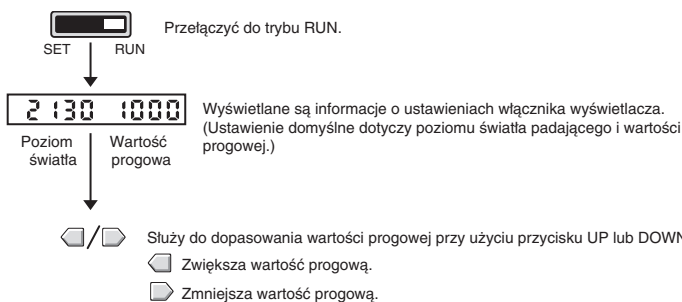 Przełączyć do trybu RUN.
SET RUN
2130 1000
Wyświetlane są informacje o ustawieniach włącznika wyświetlacza.
(Ustawienie domyślne dotyczy poziomu światła padającego i wartości
progowej.)
Poziom
światła
Wartość
progowa
Służy do dopasowania wartości progowej przy użyciu przycisku UP lub DOWN
Zwiększa wartość progową.
Zmniejsza wartość progową.